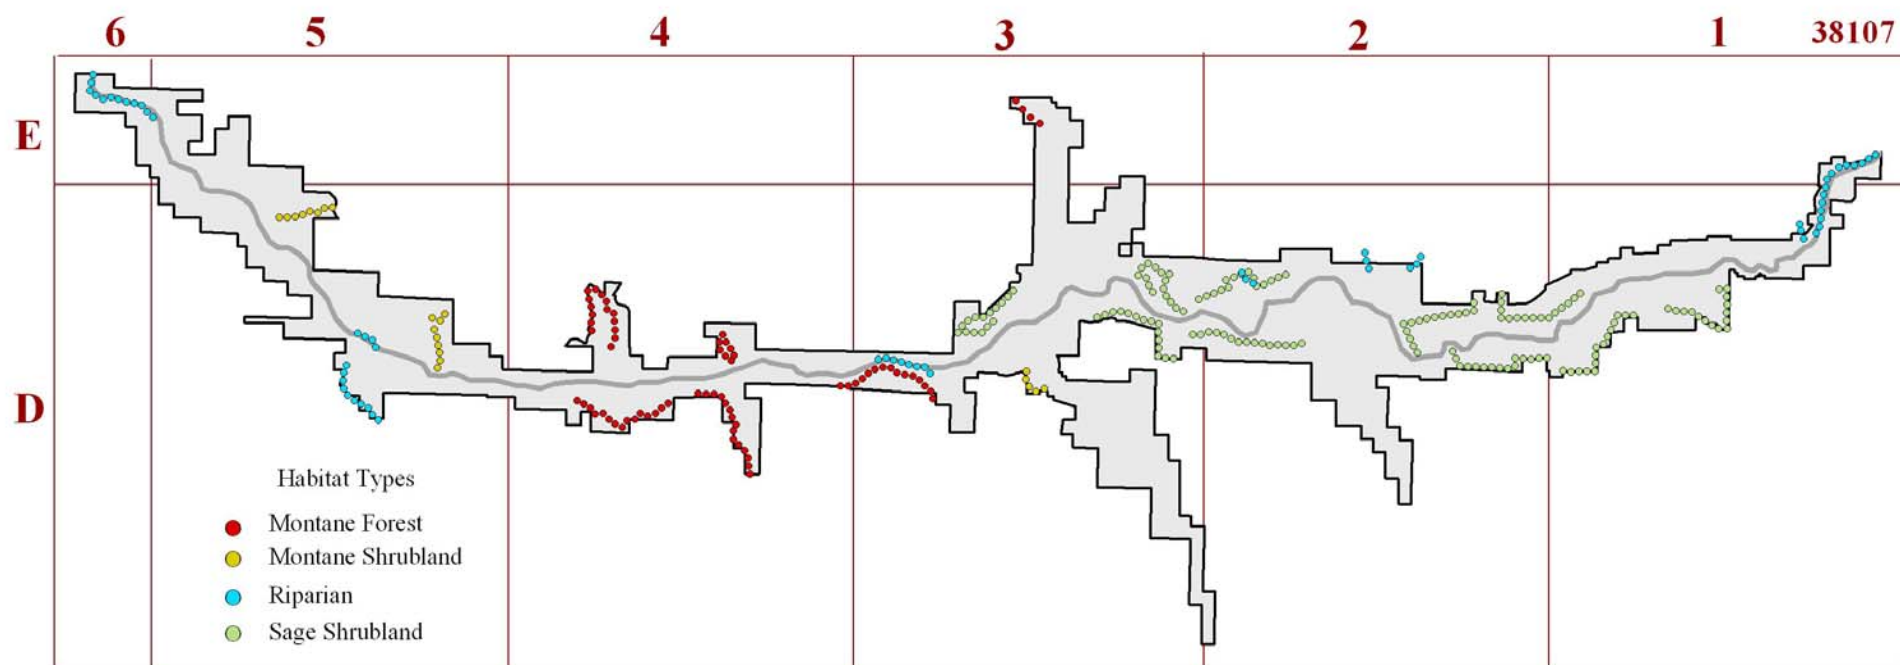 6 5 4 3 2 1 38107
E
D
Habitat Types
Montane Forest
Montane Shrubland
Riparian
Sage Shrubland